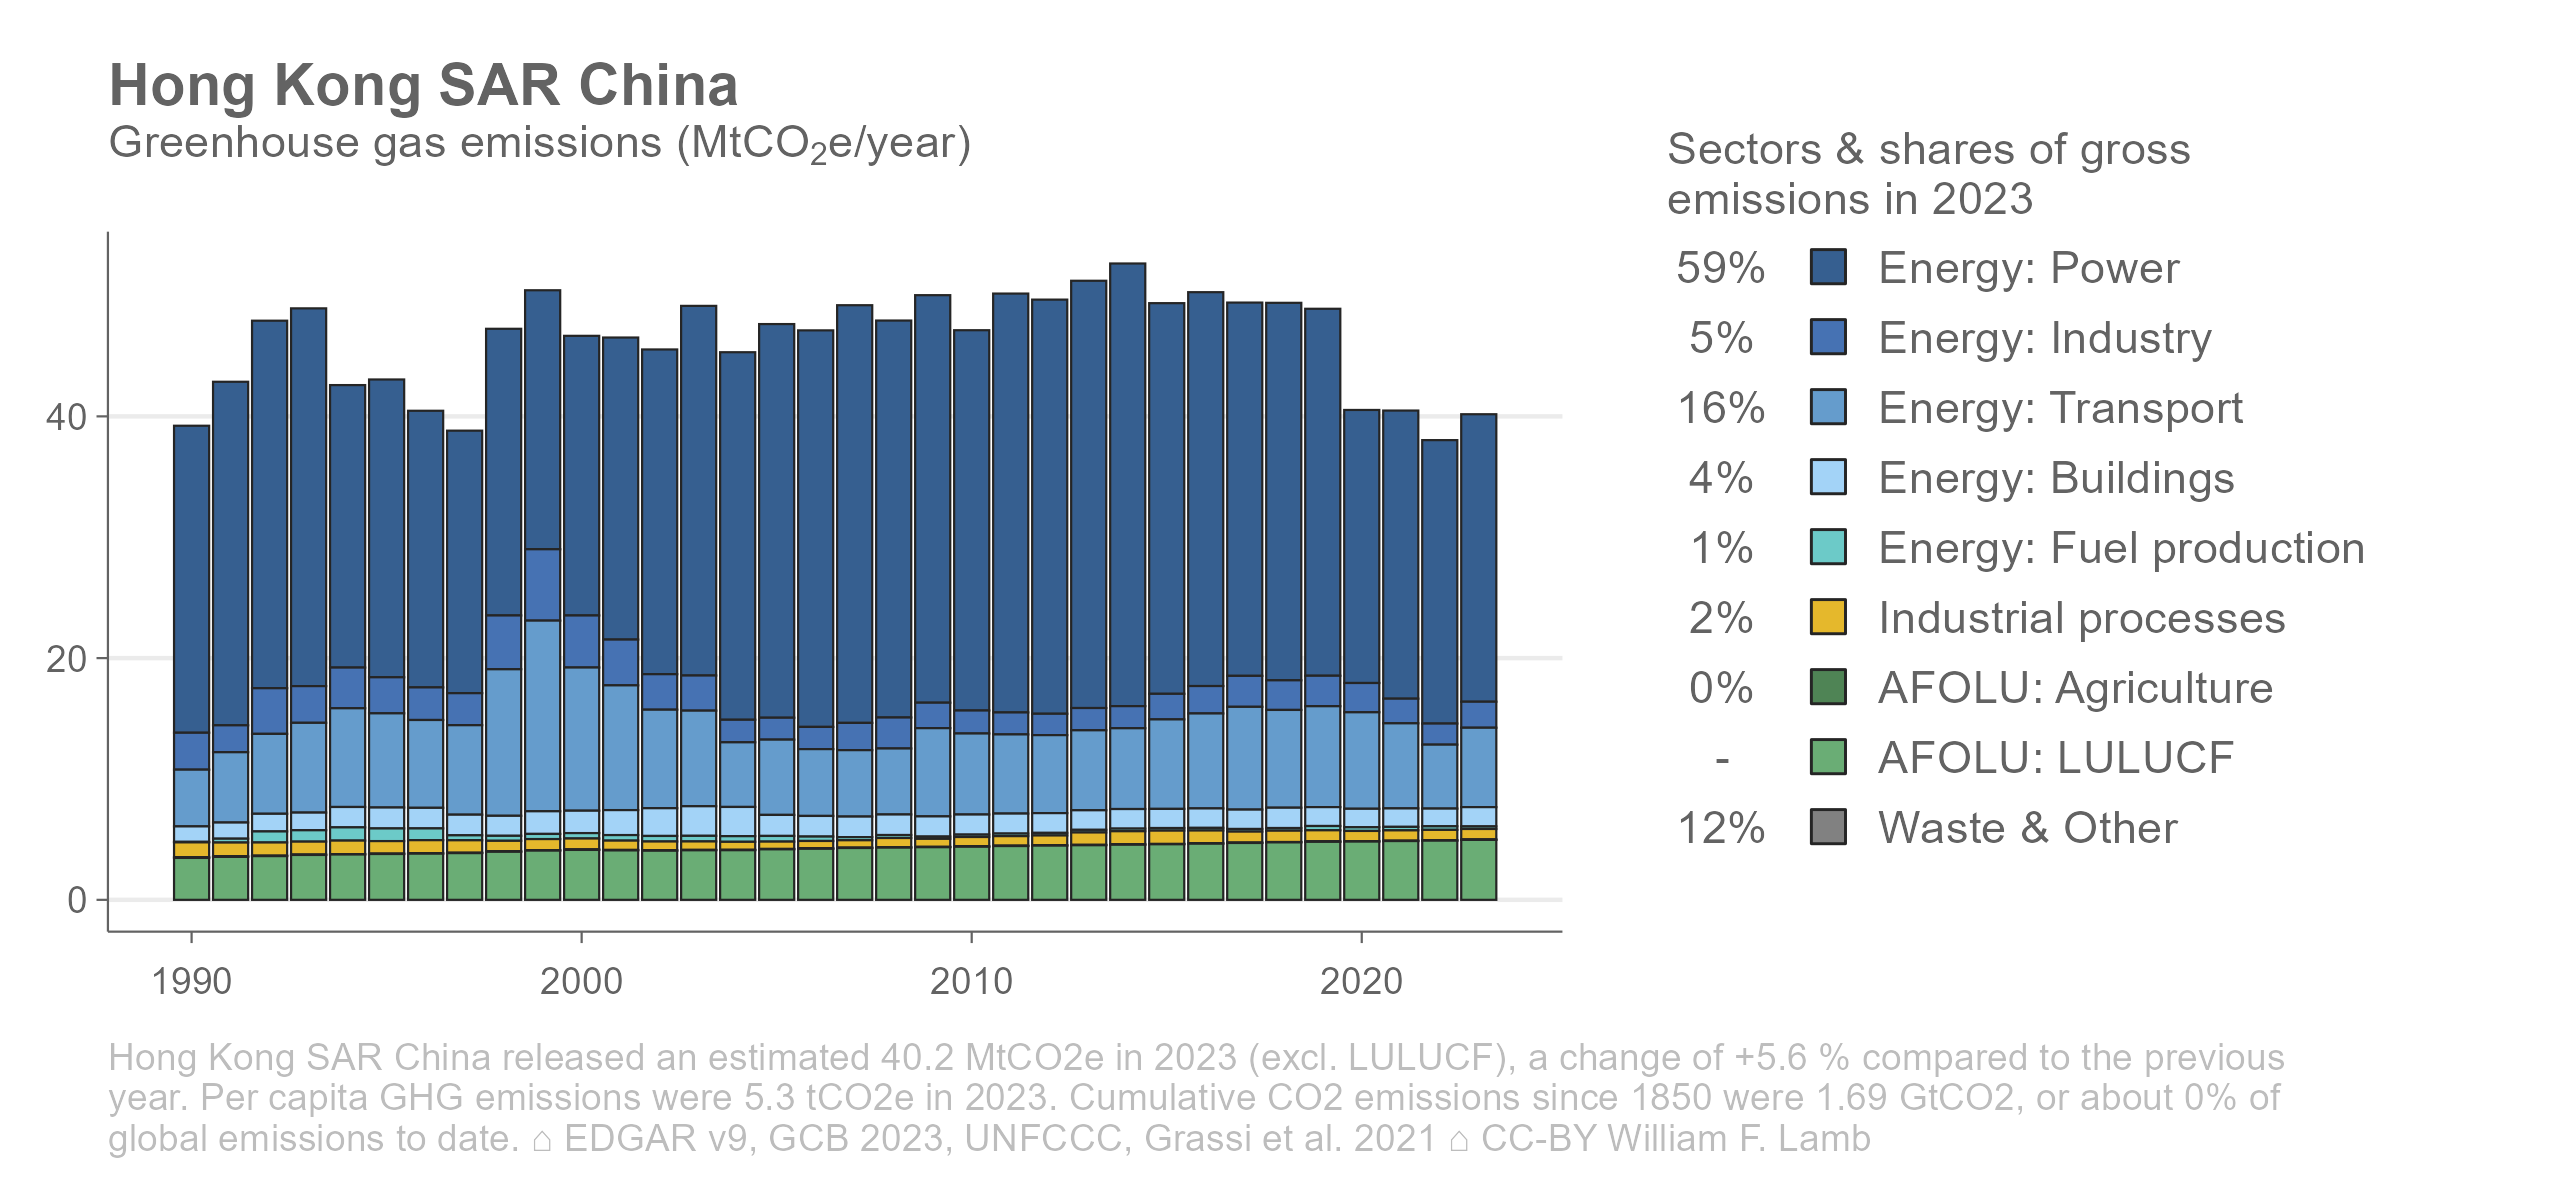 Hong Kong SAR China
Greenhouse gas emissions (MtCO₂e/year)
Sectors & shares of gross
emissions in 2023
59% Energy: Power
5% Energy: Industry
16% Energy: Transport
4% Energy: Buildings
1% Energy: Fuel production
2% Industrial processes
0% AFOLU: Agriculture
- AFOLU: LULUCF
12% Waste & Other
40
20
0
1990 2000 2010 2020
Hong Kong SAR China released an estimated 40.2 MtCO2e in 2023 (excl. LULUCF), a change of +5.6 % compared to the previous
year. Per capita GHG emissions were 5.3 tCO2e in 2023. Cumulative CO2 emissions since 1850 were 1.69 GtCO2, or about 0% of
global emissions to date. ⌂ EDGAR v9, GCB 2023, UNFCCC, Grassi et al. 2021 ⌂ CC-BY William F. Lamb